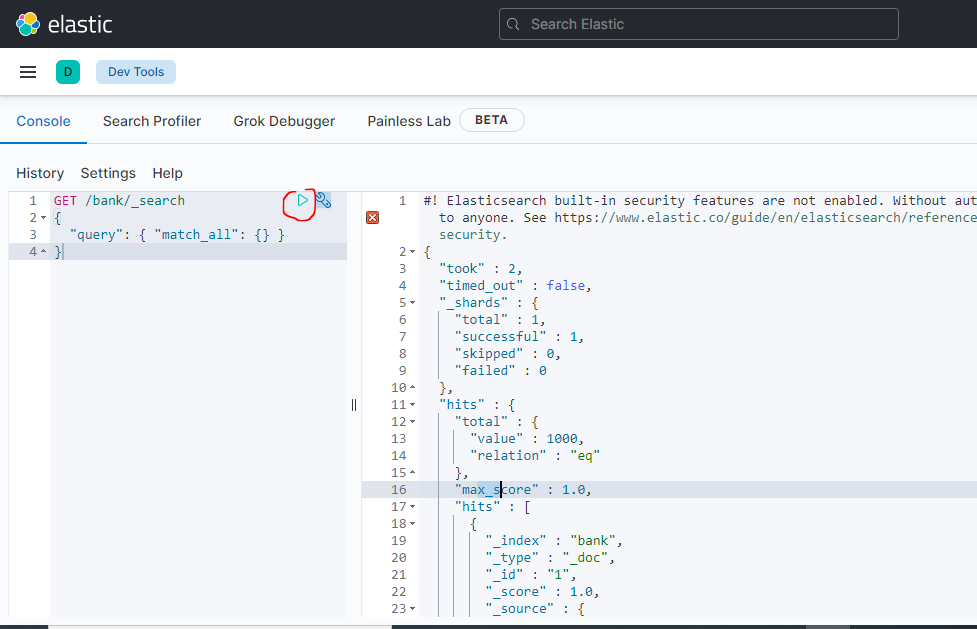 elastic
Search Elastic
D
Dev Tools
Console
Search Profiler
Grok Debugger
Painless Lab
BETA
History
Settings
Help
1 GET /bank/_search
2 {
3 "query": { "match_all": {} }
4 }
1 #! Elasticsearch built-in security features are not enabled. Without aut
to anyone. See https://www.elastic.co/guide/en/elasticsearch/reference
security.
2 {
3 "took" : 2,
4 "timed_out" : false,
5 "_shards" : {
6 "total" : 1,
7 "successful" : 1,
8 "skipped" : 0,
9 "failed" : 0
10 },
11 "hits" : {
12 "total" : {
13 "value" : 1000,
14 "relation" : "eq"
15 },
16 "max_score" : 1.0,
17 "hits" : [
18 {
19 "_index" : "bank",
20 "_type" : "_doc",
21 "_id" : "1",
22 "_score" : 1.0,
23 "_source" : {